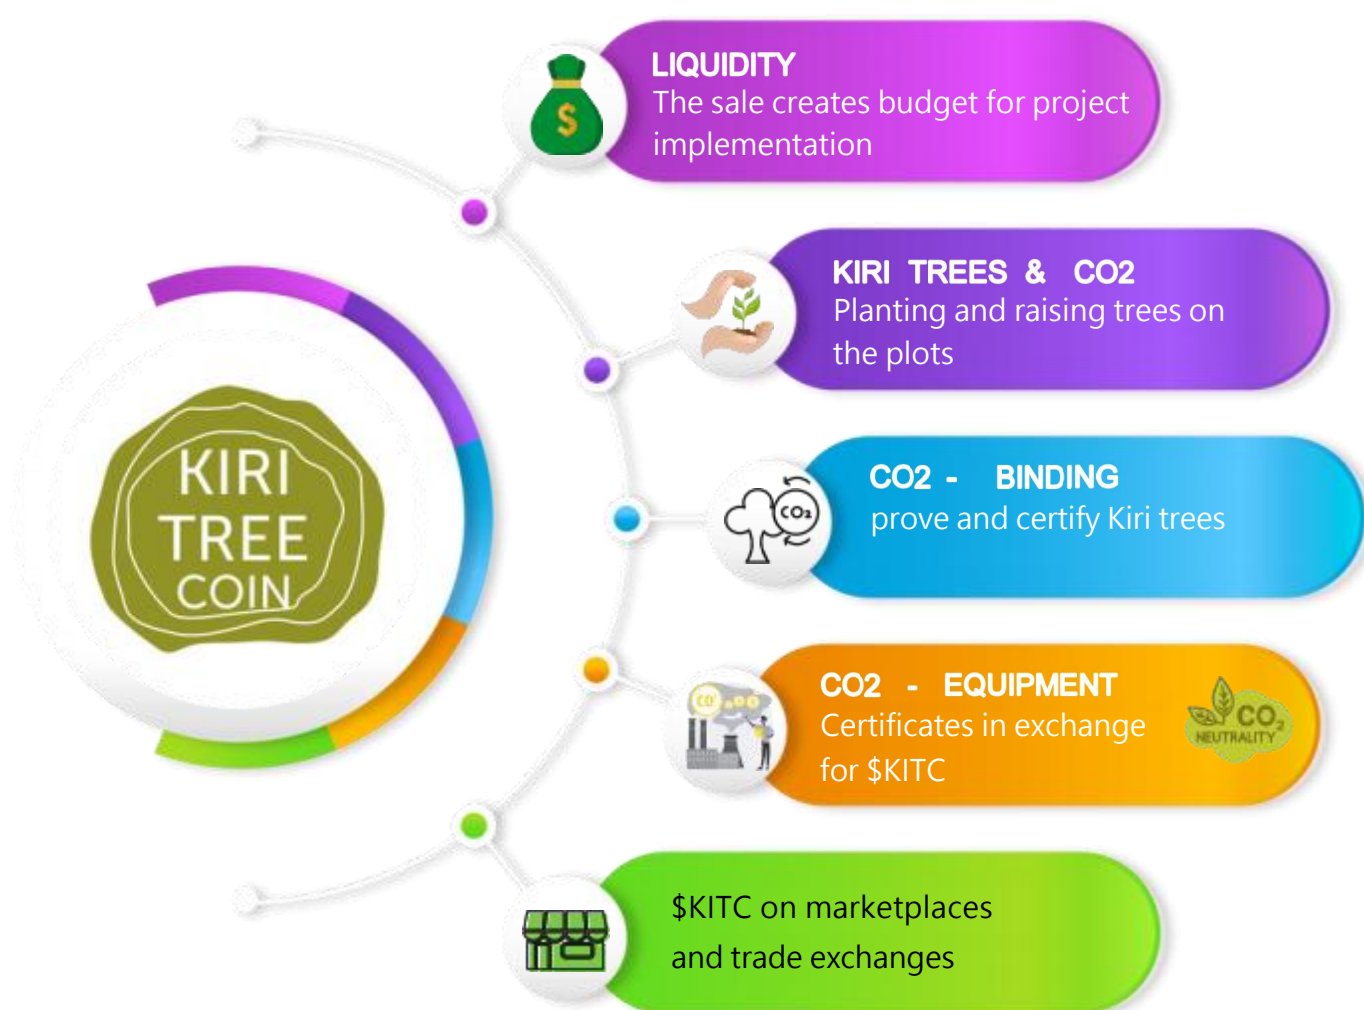 LIQUIDITY
The sale creates budget for project
implementation
KIRI TREES & CO2
Planting and raising trees on
the plots
KIRI
TREE
COIN
CO2 - BINDING
prove and certify Kiri trees
CO₂
CO2 - EQUIPMENT
Certificates in exchange
for $KITC
CO₂
CO₂
NEUTRALITY
$KITC on marketplaces
and trade exchanges